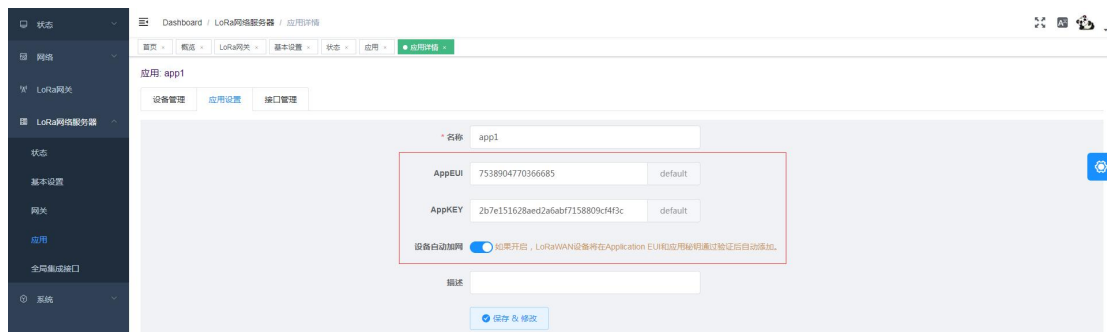 状态
网络
LoRa网关
LoRa网络服务器
状态
基本设置
网关
应用
全局集成接口
系统
Dashboard / LoRa网络服务器 / 应用详情
首页 × 概览 × LoRa网关 × 基本设置 × 状态 × 应用 × 应用详情 ×
应用: app1
设备管理 应用设置 接口管理
* 名称 app1
AppEUI 7538904770366685 default
AppKEY 2b7e151628aed2a6abf7158809cf4f3c default
设备自动加网 如果开启，LoRaWAN设备将在Application EUI和应用秘钥通过验证后自动添加。
描述
保存 & 修改